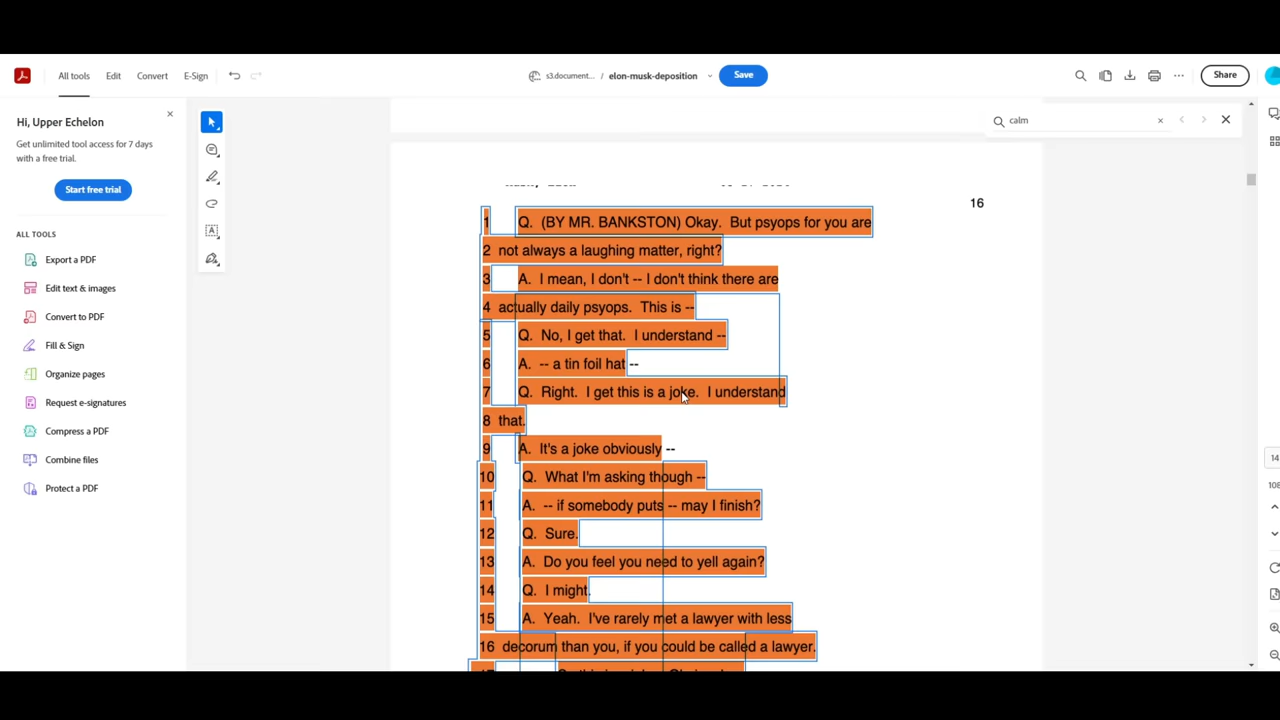 All tools
Edit
Convert
E-Sign
s3.document... / elon-musk-deposition
Save
Share
Hi, Upper Echelon
Get unlimited tool access for 7 days
with a free trial.
Start free trial
ALL TOOLS
Export a PDF
Edit text & images
Convert to PDF
Fill & Sign
Organize pages
Request e-signatures
Compress a PDF
Combine files
Protect a PDF
calm
16
1 Q. (BY MR. BANKSTON) Okay. But psyops for you are
2 not always a laughing matter, right?
3 A. I mean, I don't -- I don't think there are
4 actually daily psyops. This is --
5 Q. No, I get that. I understand --
6 A. -- a tin foil hat --
7 Q. Right. I get this is a joke. I understand
8 that.
9 A. It's a joke obviously --
10 Q. What I'm asking though --
11 A. -- if somebody puts -- may I finish?
12 Q. Sure.
13 A. Do you feel you need to yell again?
14 Q. I might.
15 A. Yeah. I've rarely met a lawyer with less
16 decorum than you, if you could be called a lawyer.
14
108